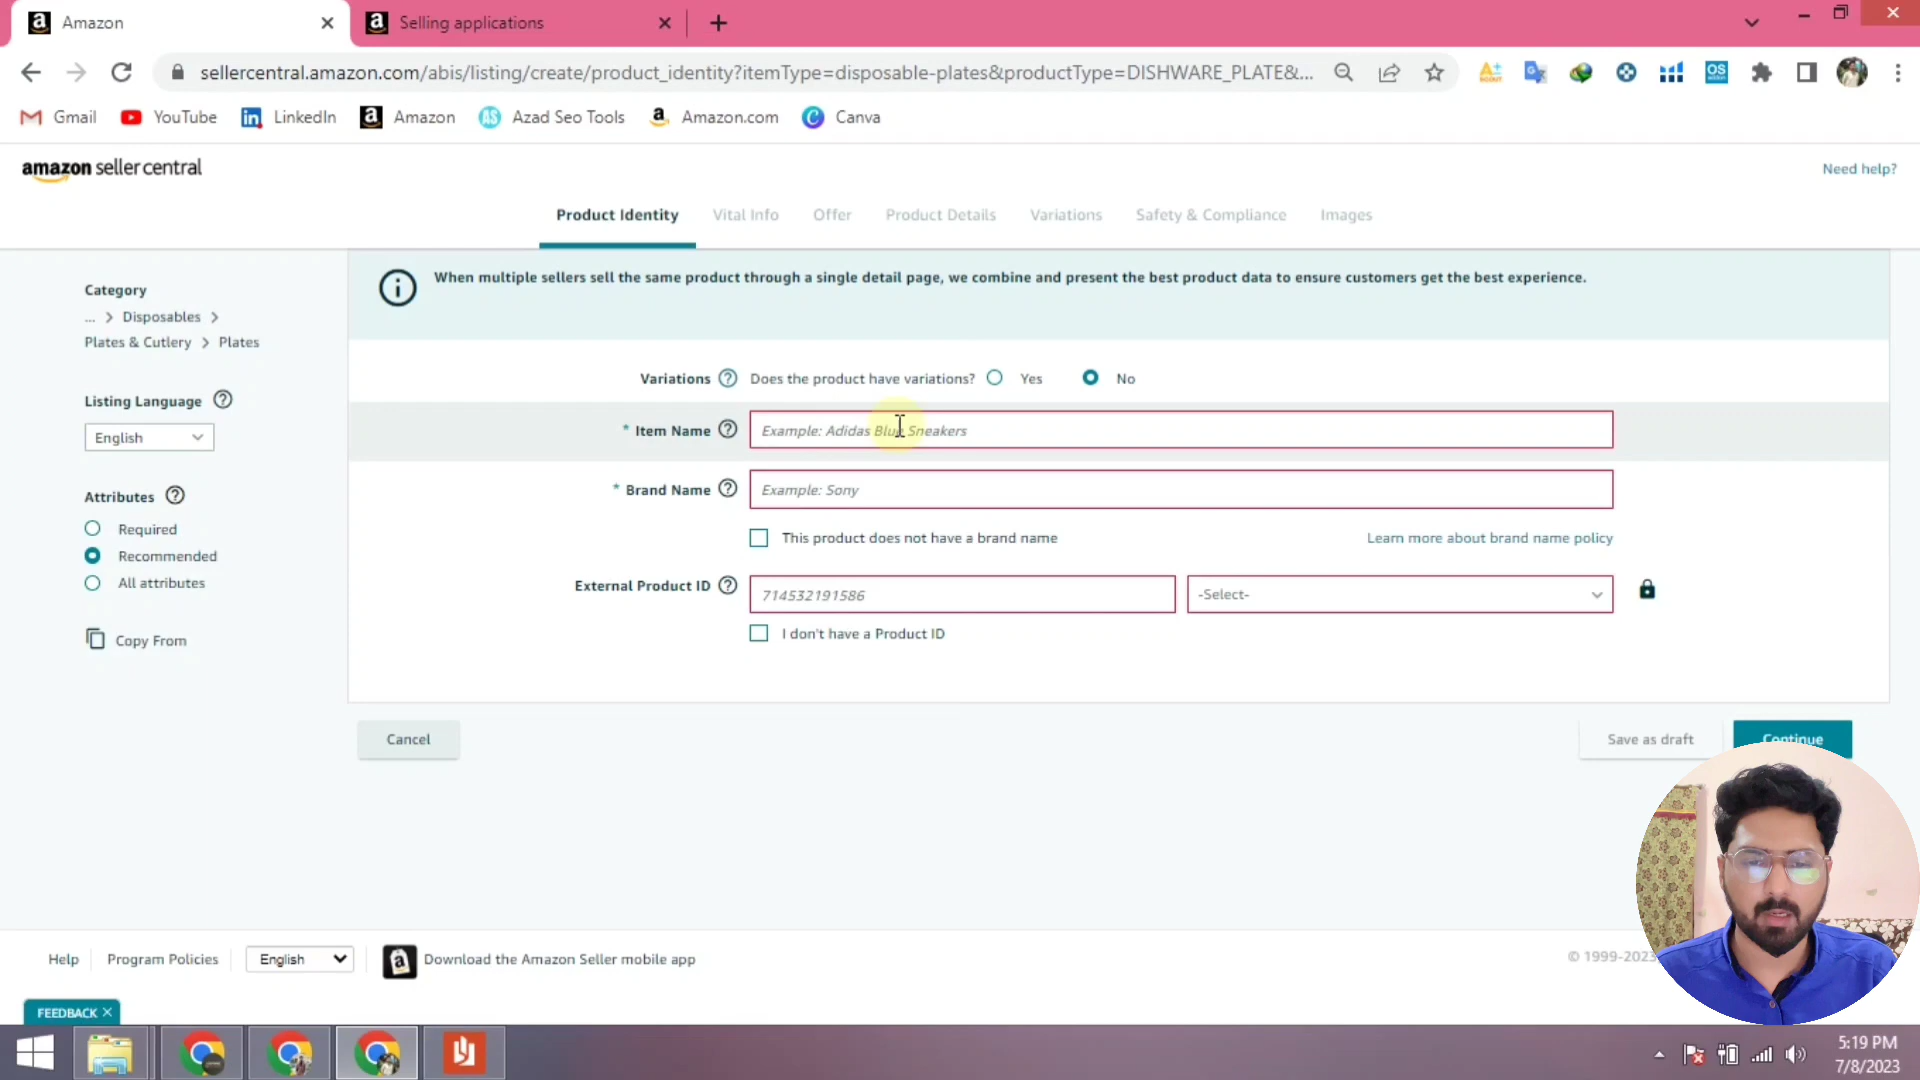 Amazon
Selling applications
sellercentral.amazon.com/abis/listing/create/product_identity?itemType=disposable-plates&productType=DISHWARE_PLATE&...
Gmail
YouTube
LinkedIn
Amazon
Azad Seo Tools
Amazon.com
Canva
amazon seller central
Need help?
Product Identity
Vital Info
Offer
Product Details
Variations
Safety & Compliance
Images
Category
... > Disposables >
Plates & Cutlery > Plates
Listing Language
English
Attributes
Required
Recommended
All attributes
Copy From
When multiple sellers sell the same product through a single detail page, we combine and present the best product data to ensure customers get the best experience.
Variations
Does the product have variations?
Yes
No
* Item Name
Example: Adidas Blue Sneakers
* Brand Name
Example: Sony
This product does not have a brand name
Learn more about brand name policy
External Product ID
714532191586
-Select-
I don't have a Product ID
Cancel
Save as draft
Continue
Help
Program Policies
English
Download the Amazon Seller mobile app
© 1999-2023
FEEDBACK
5:19 PM
7/8/2023